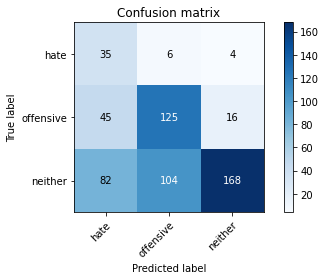 Confusion matrix
hate 35 6 4
offensive 45 125 16
neither 82 104 168
hate offensive neither
True label
Predicted label
160
140
120
100
80
60
40
20